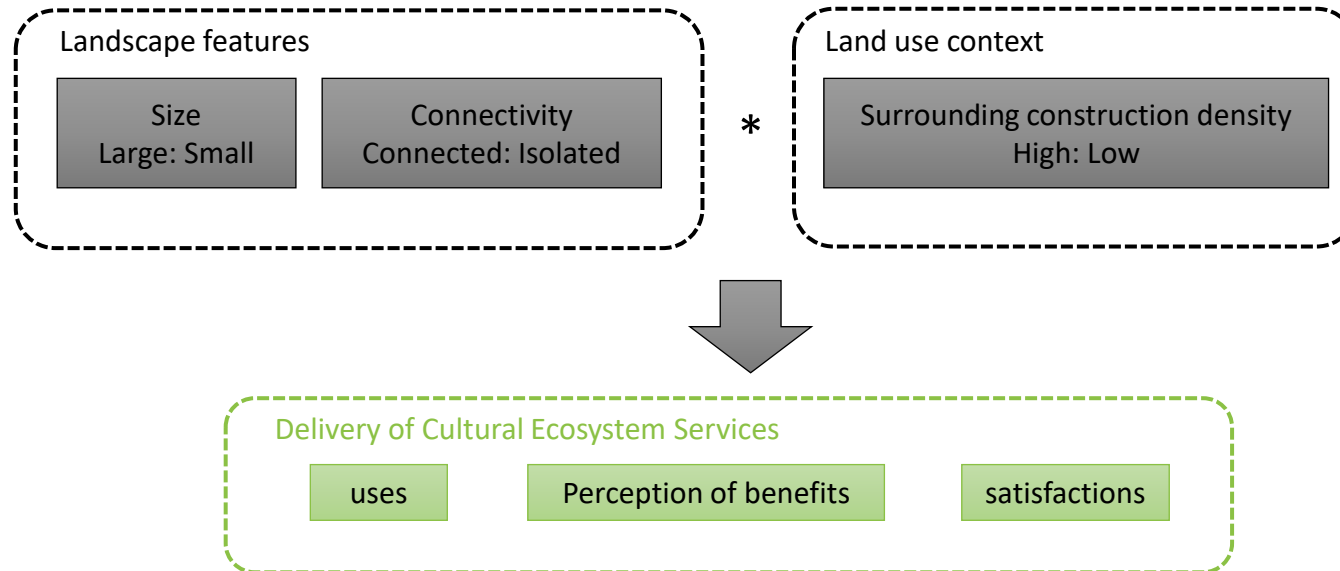 Landscape features
Size
Large: Small
Connectivity
Connected: Isolated
*
Land use context
Surrounding construction density
High: Low
Delivery of Cultural Ecosystem Services
uses
Perception of benefits
satisfactions